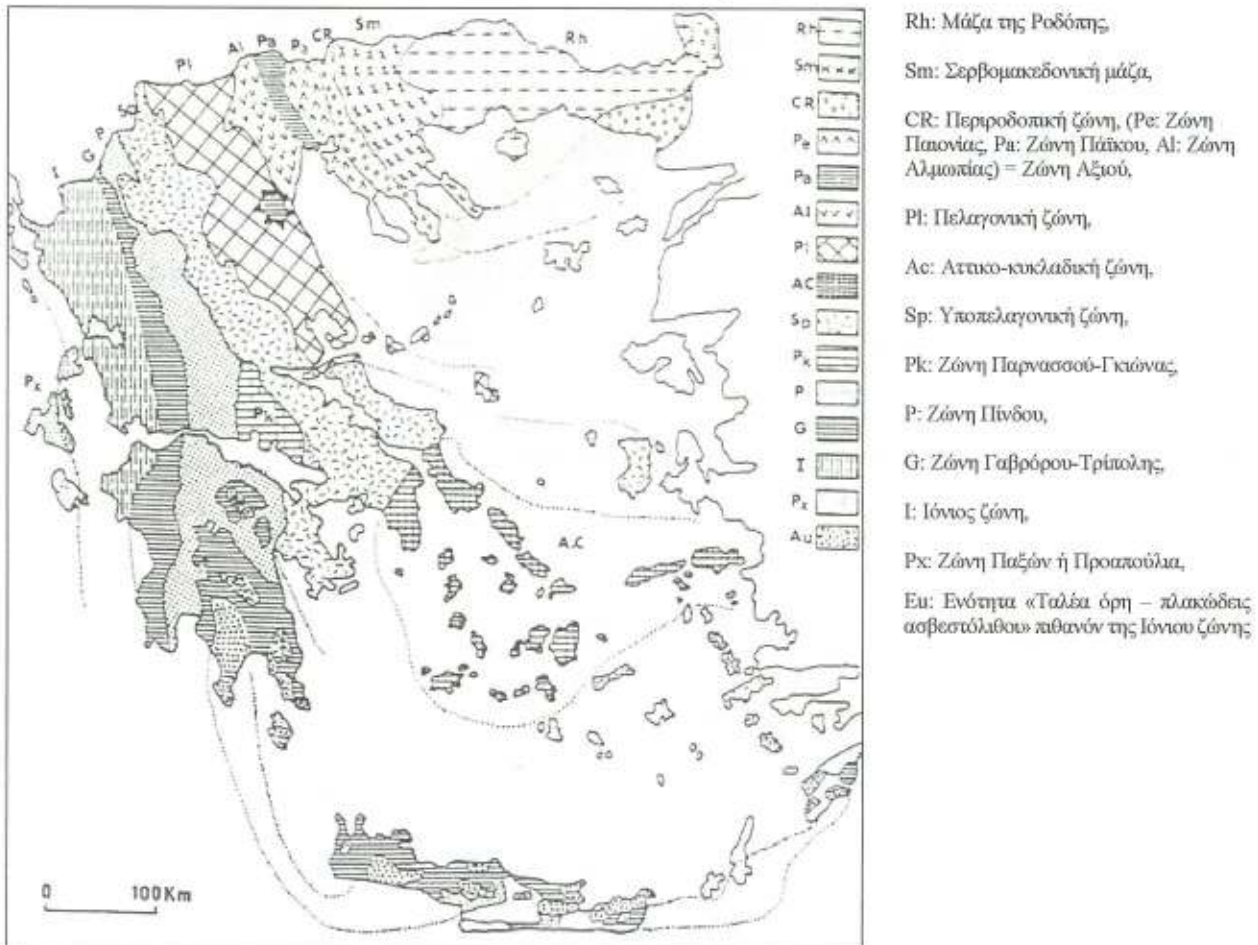 Sm
Rh
CR
Pa
Al
Pl
G
I
Px
Pk
A.C
0 100Km
Rh
Sm
CR
Pe
Pa
Al
Pl
AC
Sp
Pk
P
G
I
Px
Au
Rh: Μάζα της Ροδόπης,
Sm: Σερβομακεδονική μάζα,
CR: Περιροδοπική ζώνη, (Pe: Ζώνη
Παιονίας, Pa: Ζώνη Πάϊκου, Al: Ζώνη
Αλμωπίας) = Ζώνη Αξιού,
Pl: Πελαγονική ζώνη,
Ac: Αττικο-κυκλαδική ζώνη,
Sp: Υποπελαγονική ζώνη,
Pk: Ζώνη Παρνασσού-Γκιώνας,
P: Ζώνη Πίνδου,
G: Ζώνη Γαβρόρου-Τρίπολης,
I: Ιόνιος ζώνη,
Px: Ζώνη Παξών ή Προαπούλια,
Eu: Ενότητα «Ταλέα όρη – πλακώδεις
ασβεστόλιθοι» πιθανόν της Ιόνιου ζώνης